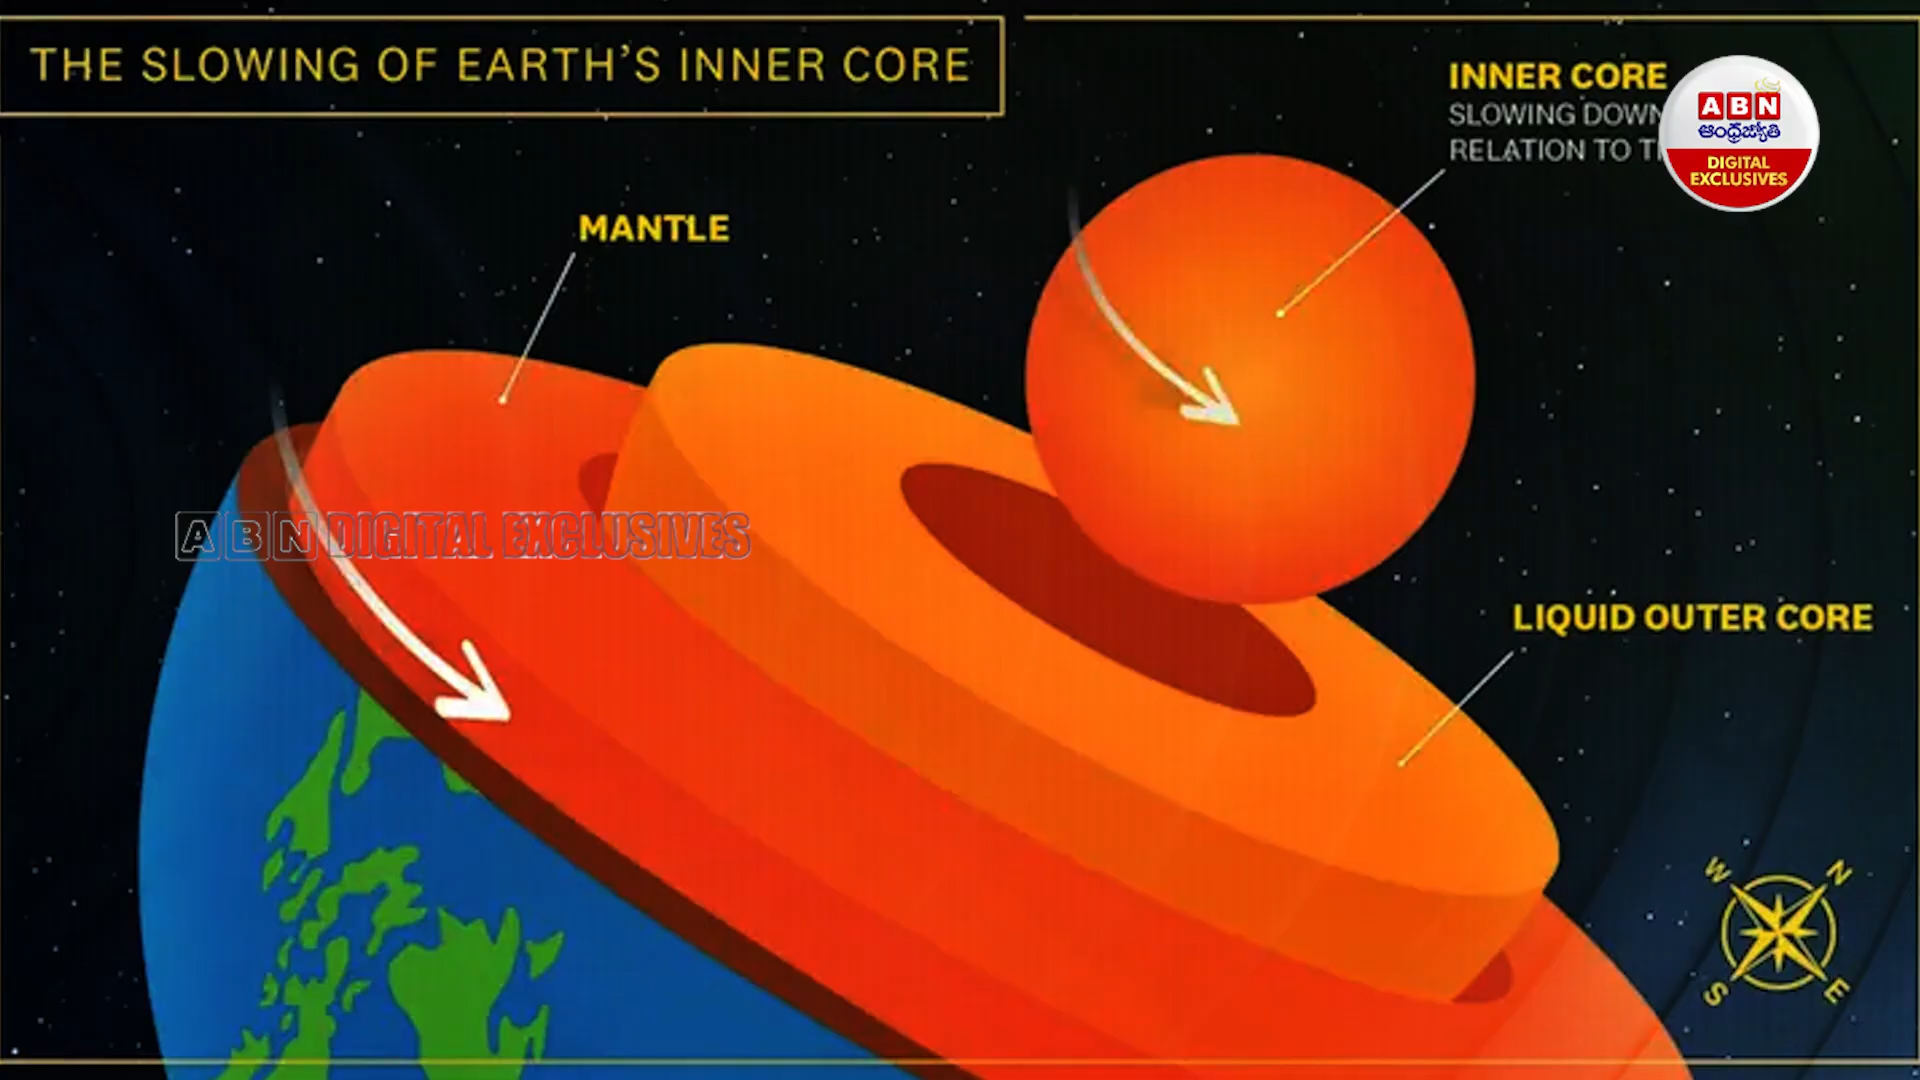 THE SLOWING OF EARTH'S INNER CORE
INNER CORE
SLOWING DOWN
RELATION TO
ABN
ఆంధ్రజ్యోతి
DIGITAL
EXCLUSIVES
MANTLE
ABN DIGITAL EXCLUSIVES
LIQUID OUTER CORE
W N
S E